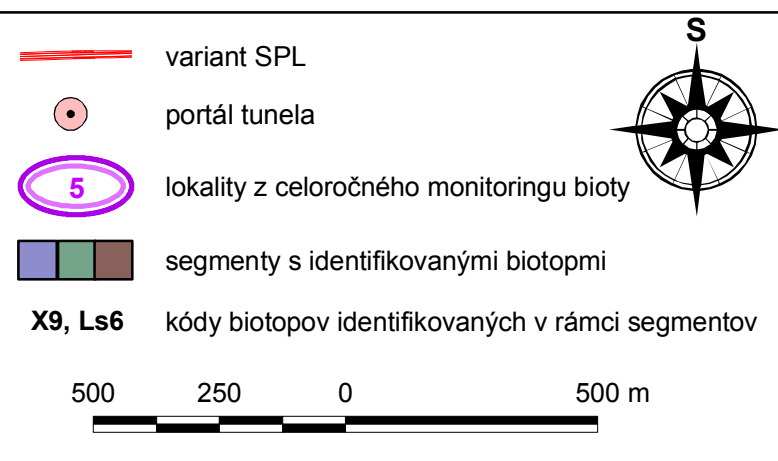 S
variant SPL
portál tunela
5 lokality z celoročného monitoringu bioty
segmenty s identifikovanými biotopmi
X9, Ls6 kódy biotopov identifikovaných v rámci segmentov
500 250 0 500 m